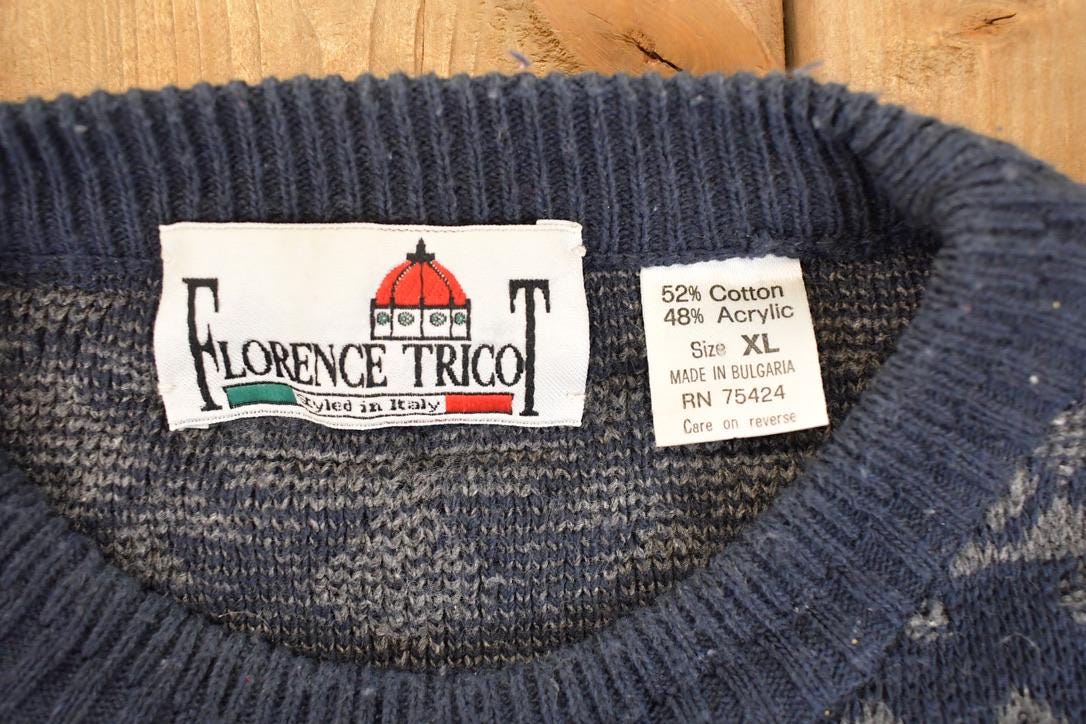 FLORENCE TRICOT
Styled in Italy
52% Cotton
48% Acrylic
Size XL
MADE IN BULGARIA
RN 75424
Care on reverse